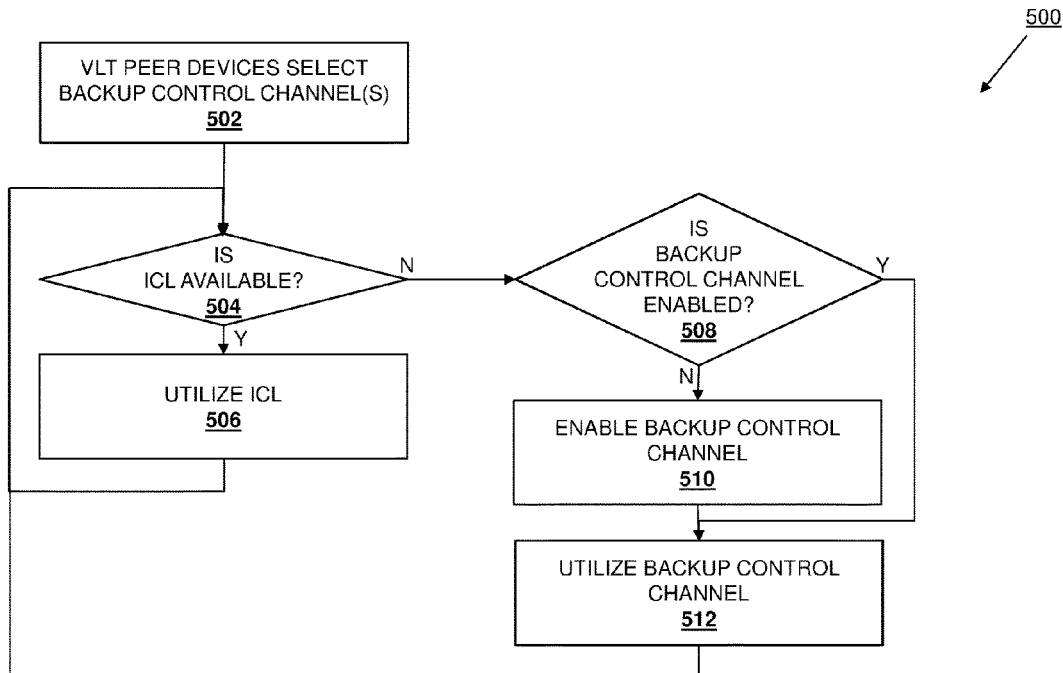 500
VLT PEER DEVICES SELECT
BACKUP CONTROL CHANNEL(S)
502
IS
ICL AVAILABLE?
504
N
Y
UTILIZE ICL
506
IS
BACKUP
CONTROL CHANNEL
ENABLED?
508
Y
N
ENABLE BACKUP CONTROL
CHANNEL
510
UTILIZE BACKUP CONTROL
CHANNEL
512